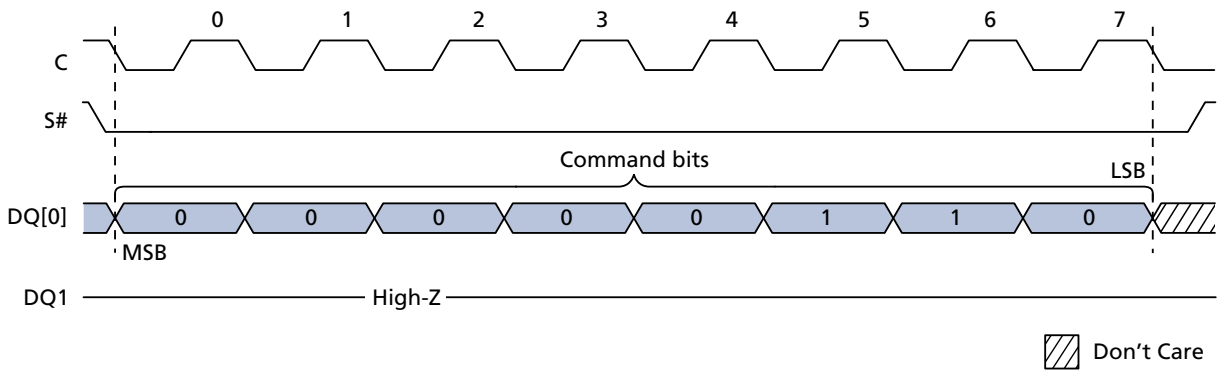 0 1 2 3 4 5 6 7
C
S#
Command bits
LSB
DQ[0] 0 0 0 0 0 1 1 0
MSB
DQ1 High-Z
Don't Care